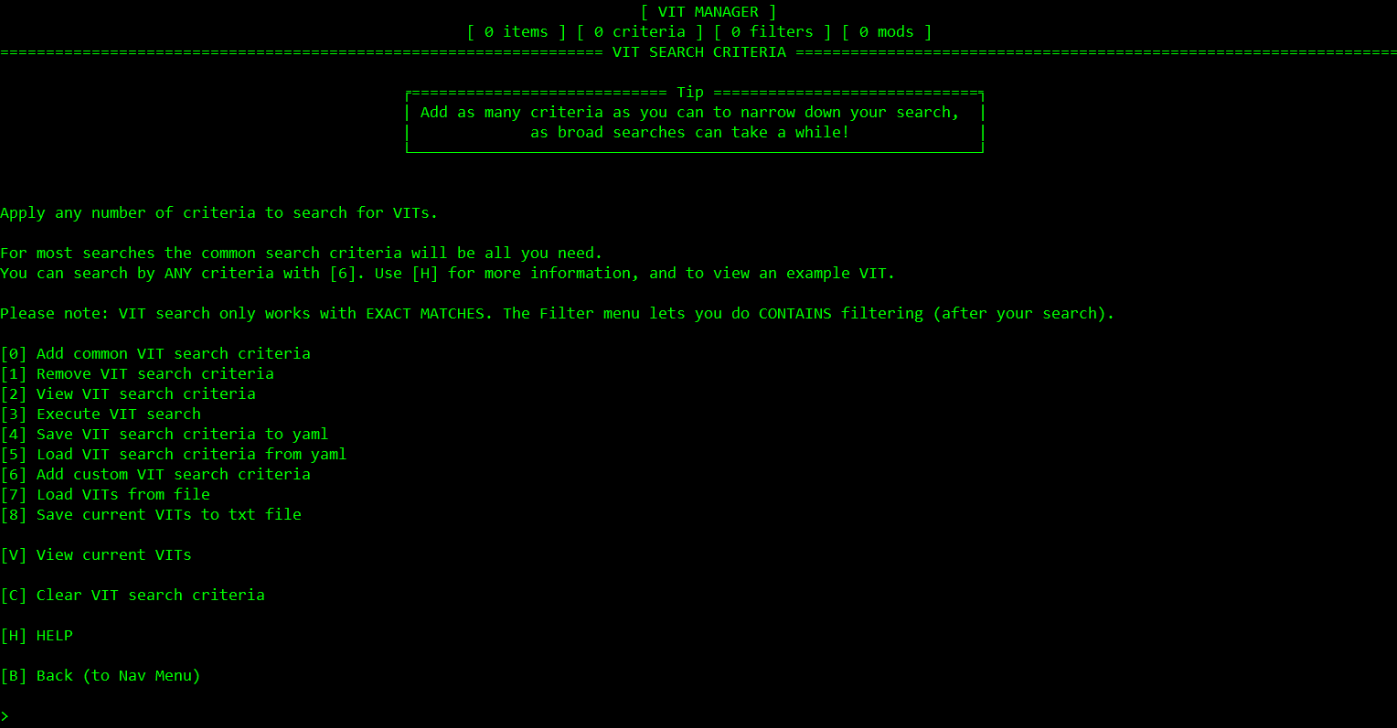 [ VIT MANAGER ]
[ 0 items ] [ 0 criteria ] [ 0 filters ] [ 0 mods ]
================================================================== VIT SEARCH CRITERIA ==================================================================
╒============================ Tip =============================╕
| Add as many criteria as you can to narrow down your search, |
| as broad searches can take a while! |
Apply any number of criteria to search for VITs.
For most searches the common search criteria will be all you need.
You can search by ANY criteria with [6]. Use [H] for more information, and to view an example VIT.
Please note: VIT search only works with EXACT MATCHES. The Filter menu lets you do CONTAINS filtering (after your search).
[0] Add common VIT search criteria
[1] Remove VIT search criteria
[2] View VIT search criteria
[3] Execute VIT search
[4] Save VIT search criteria to yaml
[5] Load VIT search criteria from yaml
[6] Add custom VIT search criteria
[7] Load VITs from file
[8] Save current VITs to txt file
[V] View current VITs
[C] Clear VIT search criteria
[H] HELP
[B] Back (to Nav Menu)
>